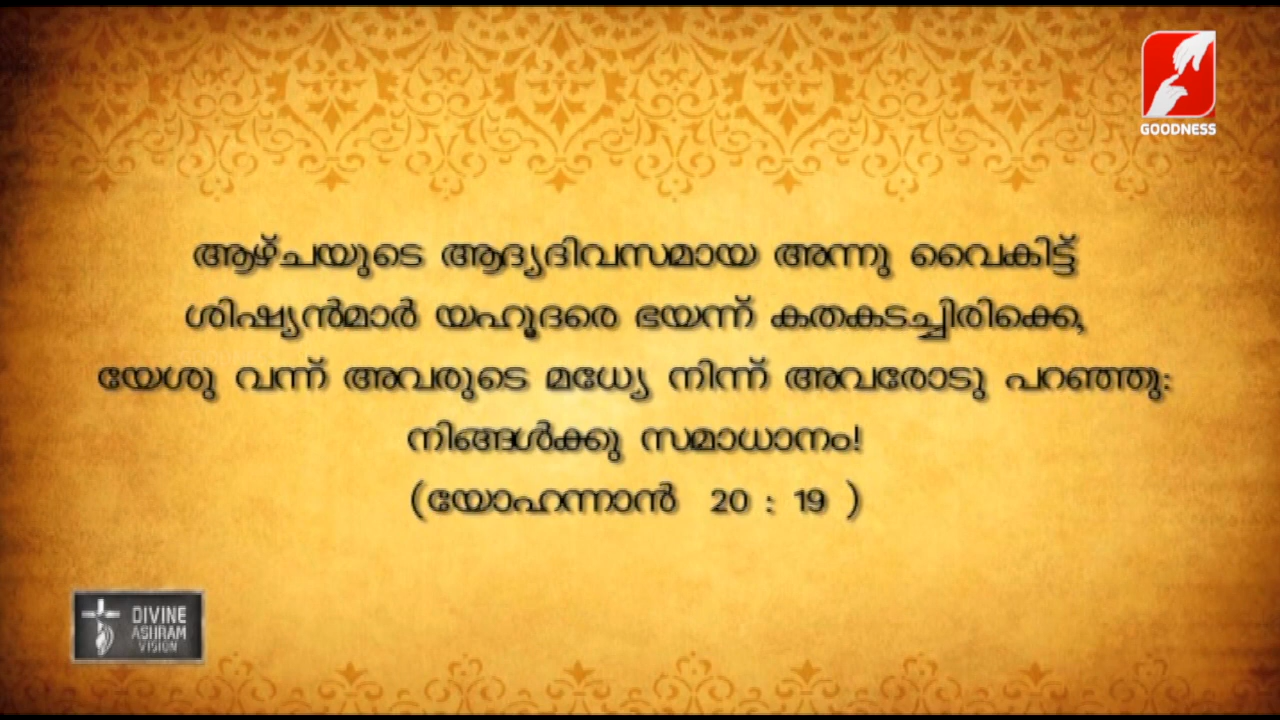 GOODNESS
ആഴ്ചയുടെ ആദ്യദിവസമായ അന്നു വൈകിട്ട്
ശിഷ്യൻമാർ യഹൂദരെ ഭയന്ന് കതകടച്ചിരിക്കെ,
യേശു വന്ന് അവരുടെ മധ്യേ നിന്ന് അവരോടു പറഞ്ഞു:
നിങ്ങൾക്കു സമാധാനം!
(യോഹന്നാൻ 20 : 19 )
DIVINE
ASHRAM
VISION